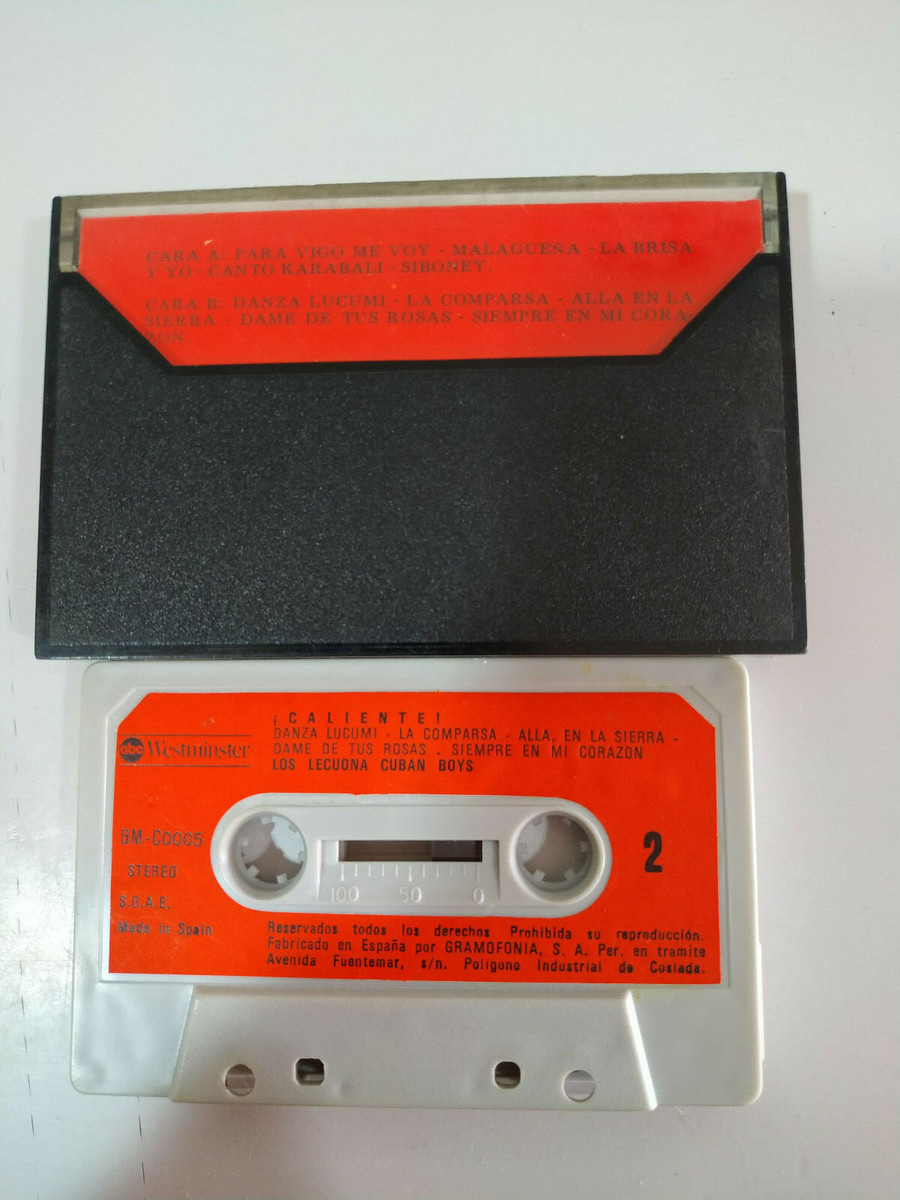 CARA A: PARA VIGO ME VOY - MALAGUEÑA - LA BRISA
Y YO - CANTO KARABALI - SIBONEY.
CARA B: DANZA LUCUMI - LA COMPARSA - ALLA EN LA
SIERRA - DAME DE TUS ROSAS - SIEMPRE EN MI CORA-
ZON
¡CALIENTE!
DANZA LUCUMI - LA COMPARSA - ALLA, EN LA SIERRA -
DAME DE TUS ROSAS . SIEMPRE EN MI CORAZON
LOS LECUONA CUBAN BOYS
abc Westminster
GM-C0005
STEREO
S.G.A.E.
Made in Spain
2
100 50 0
Reservados todos los derechos Prohibida su reproducción.
Fabricado en España por GRAMOFONIA, S. A. Per. en tramite
Avenida Fuentemar, s/n. Poligono Industrial de Coslada.